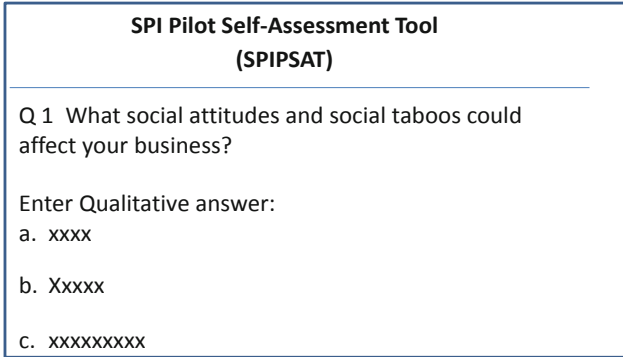 SPI Pilot Self-Assessment Tool
(SPIPSAT)
Q 1 What social attitudes and social taboos could
affect your business?
Enter Qualitative answer:
a. xxxx
b. Xxxxx
c. xxxxxxxxx